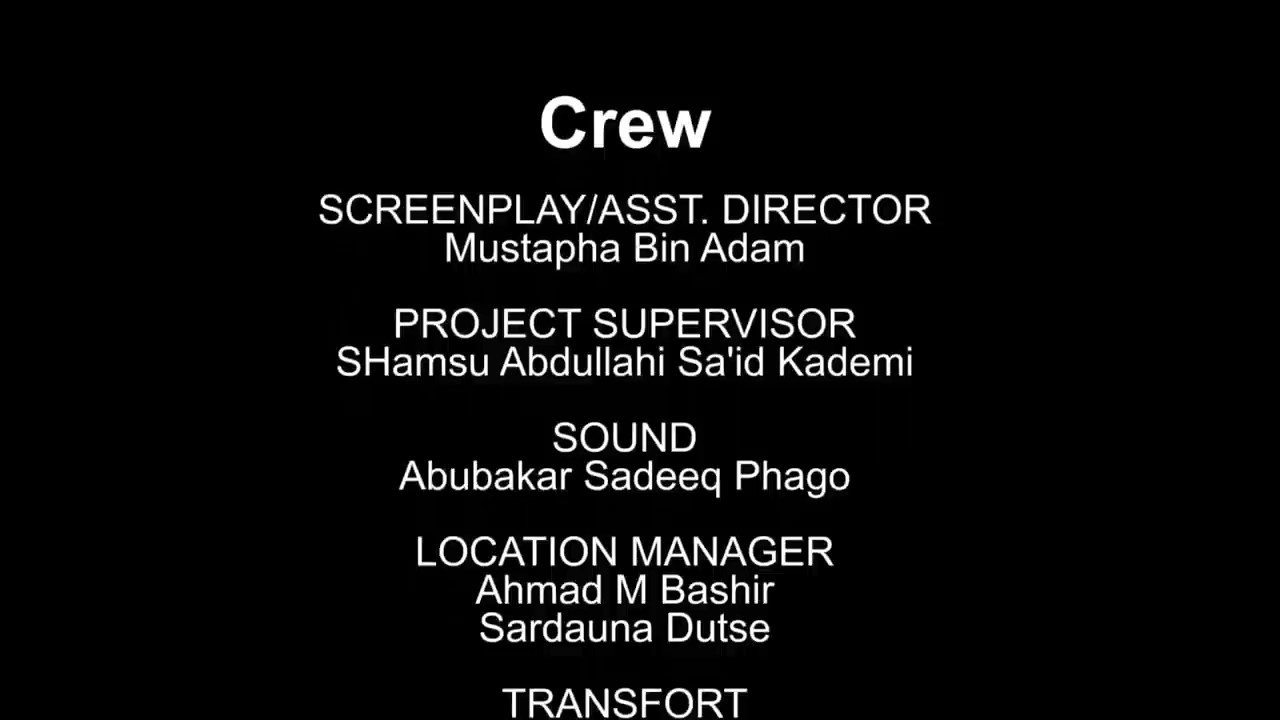 Crew
SCREENPLAY/ASST. DIRECTOR
Mustapha Bin Adam
PROJECT SUPERVISOR
SHamsu Abdullahi Sa'id Kademi
SOUND
Abubakar Sadeeq Phago
LOCATION MANAGER
Ahmad M Bashir
Sardauna Dutse
TRANSFORT